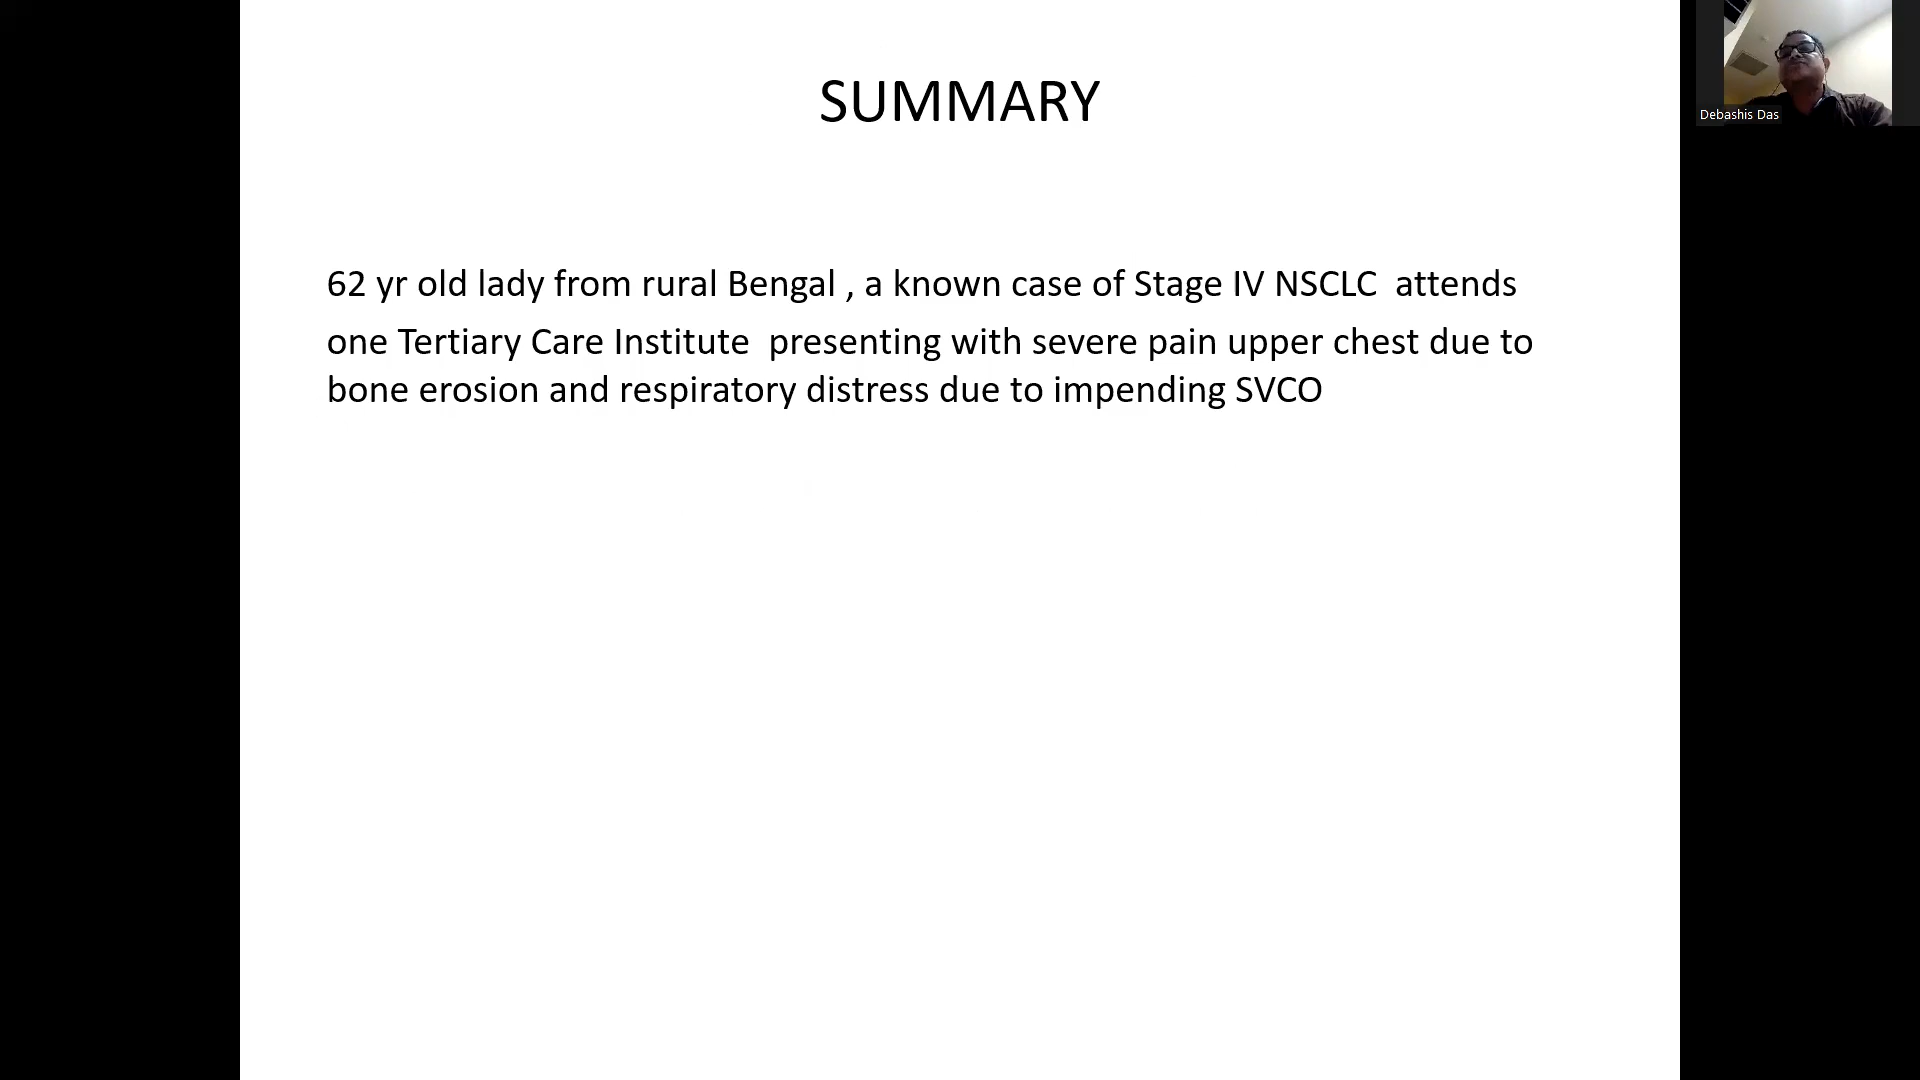 SUMMARY
Debashis Das
62 yr old lady from rural Bengal , a known case of Stage IV NSCLC  attends
one Tertiary Care Institute  presenting with severe pain upper chest due to
bone erosion and respiratory distress due to impending SVCO